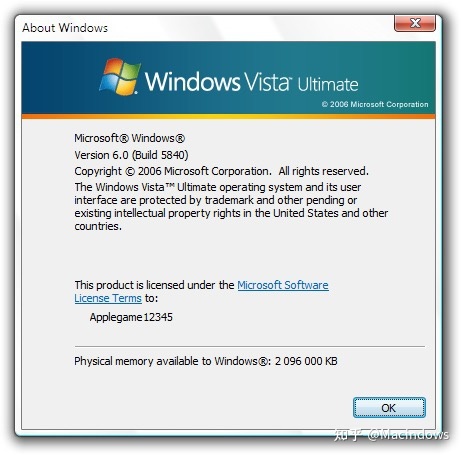 About Windows
Windows Vista™ Ultimate
© 2006 Microsoft Corporation
Microsoft® Windows®
Version 6.0 (Build 5840)
Copyright © 2006 Microsoft Corporation. All rights reserved.
The Windows Vista™ Ultimate operating system and its user
interface are protected by trademark and other pending or
existing intellectual property rights in the United States and other
countries.
This product is licensed under the Microsoft Software
License Terms to:
Applegame12345
Physical memory available to Windows®: 2 096 000 KB
OK
知乎 @MacIndows